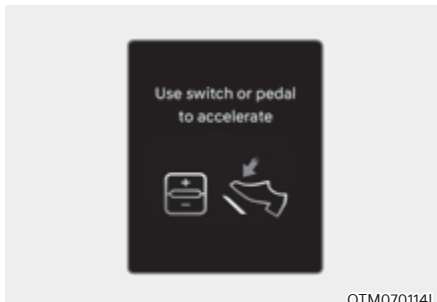 Use switch or pedal
to accelerate
+
−
OTM070114L